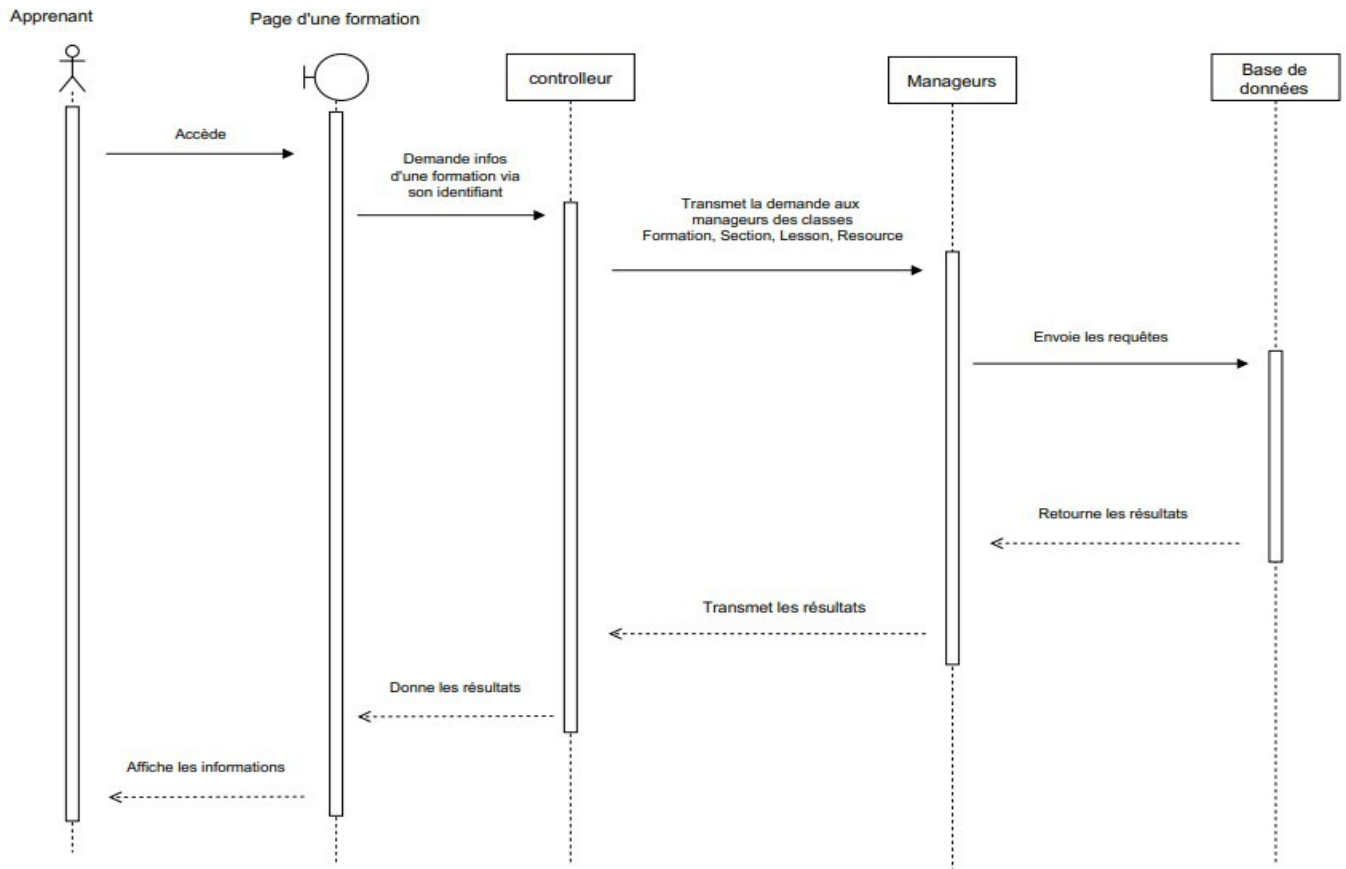 Apprenant
Page d'une formation
controlleur
Manageurs
Base de
données
Accède
Demande infos
d'une formation via
son identifiant
Transmet la demande aux
manageurs des classes
Formation, Section, Lesson, Resource
Envoie les requêtes
Retourne les résultats
Transmet les résultats
Donne les résultats
Affiche les informations